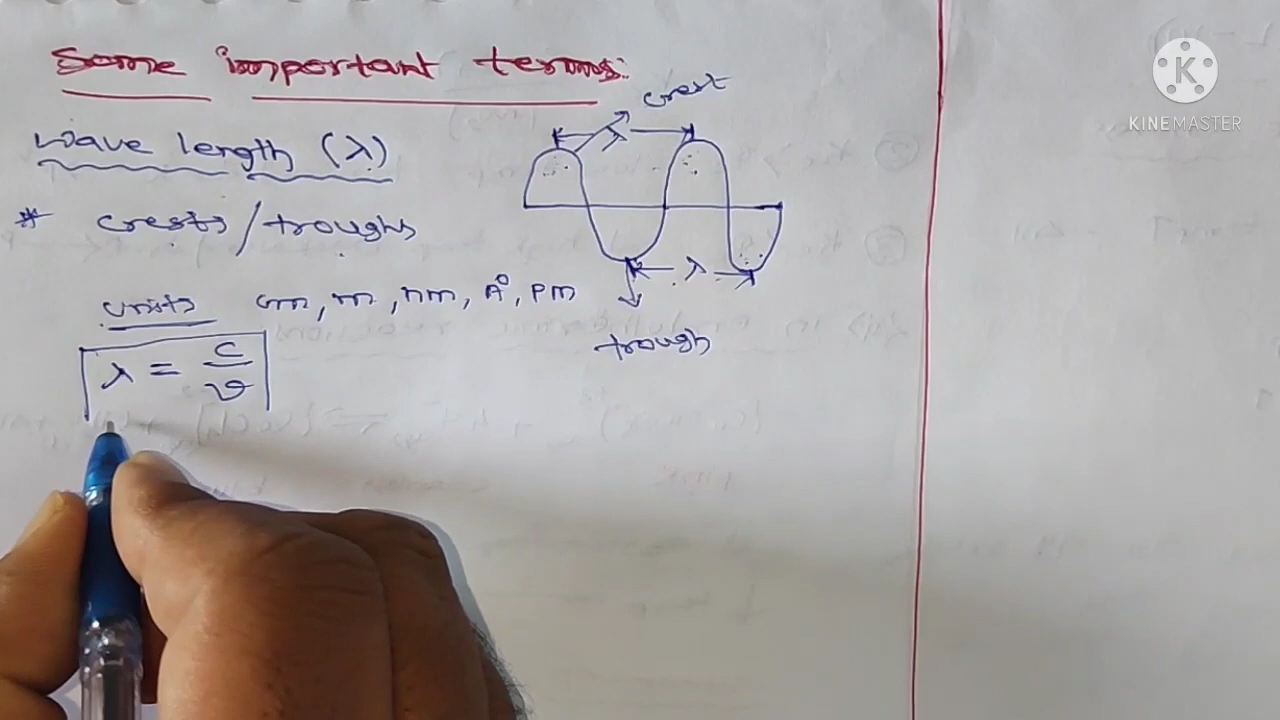 Some important terms:
crest
wave length (λ)
λ
* crests/troughs
λ
units cm, m, nm, A°, pm
trough
λ = c/ν
KINEMASTER